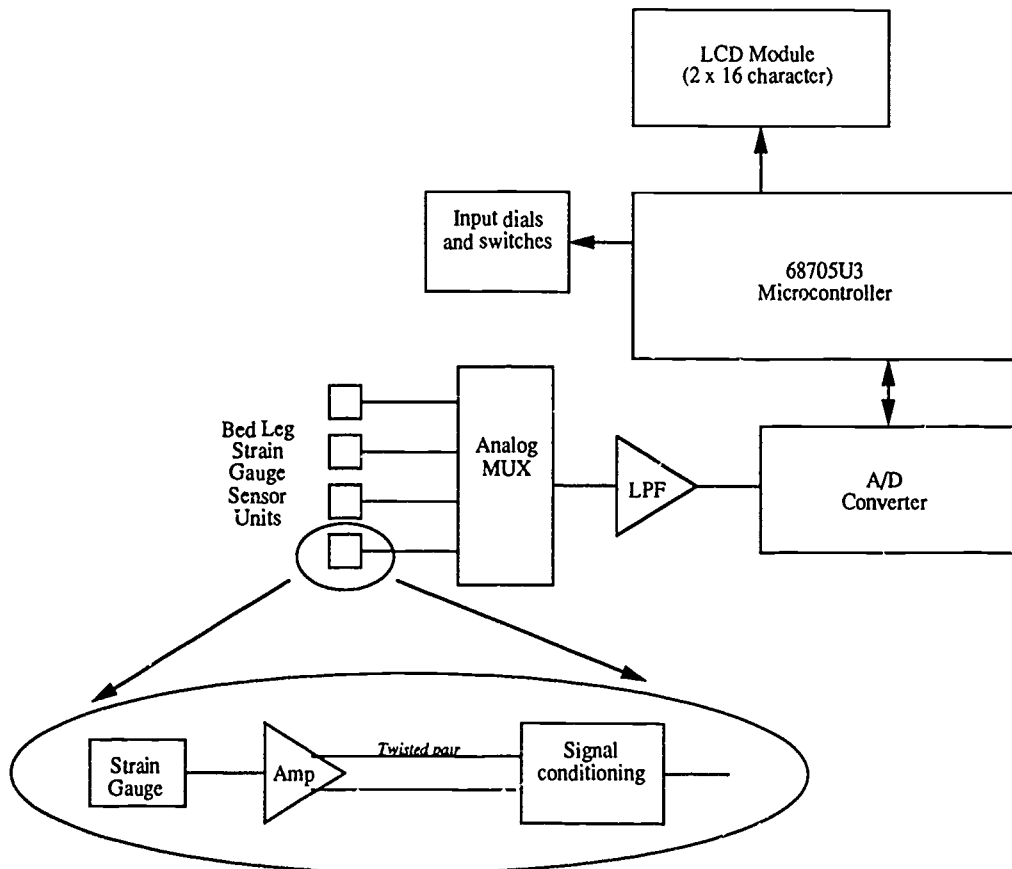 LCD Module
(2 x 16 character)
Input dials
and switches
68705U3
Microcontroller
Bed Leg
Strain
Gauge
Sensor
Units
Analog
MUX
LPF
A/D
Converter
Strain
Gauge
Amp
Twisted pair
Signal
conditioning